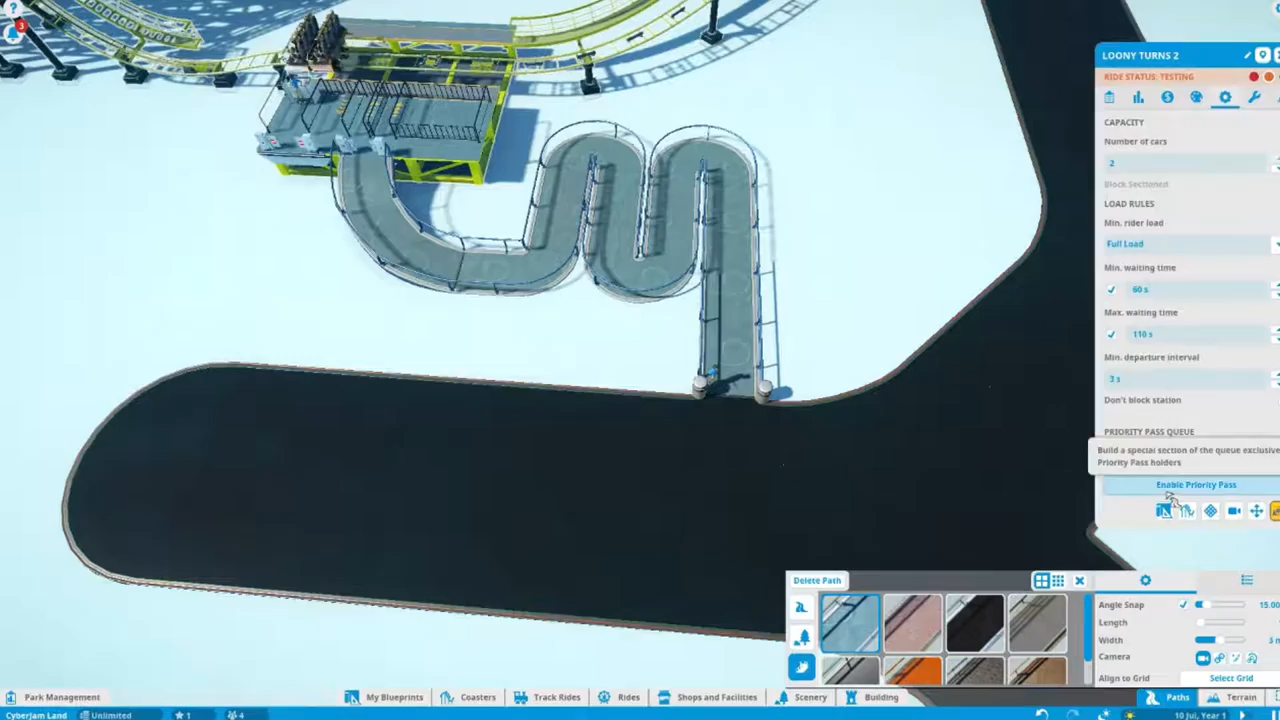 ?
3
LOONY TURNS 2
RIDE STATUS: TESTING
CAPACITY
Number of cars
2
Block Sectioned
LOAD RULES
Min. rider load
Full Load
Min. waiting time
60 s
Max. waiting time
110 s
Min. departure interval
3 s
Don't block station
PRIORITY PASS QUEUE
Build a special section of the queue exclusive
Priority Pass holders
Enable Priority Pass
Delete Path
Angle Snap
15.00
Length
Width
Camera
Align to Grid
Select Grid
Park Management
My Blueprints
Coasters
Track Rides
Rides
Shops and Facilities
Scenery
Building
Paths
Terrain
CyberJam Land
Unlimited
1
4
10 Jul, Year 1